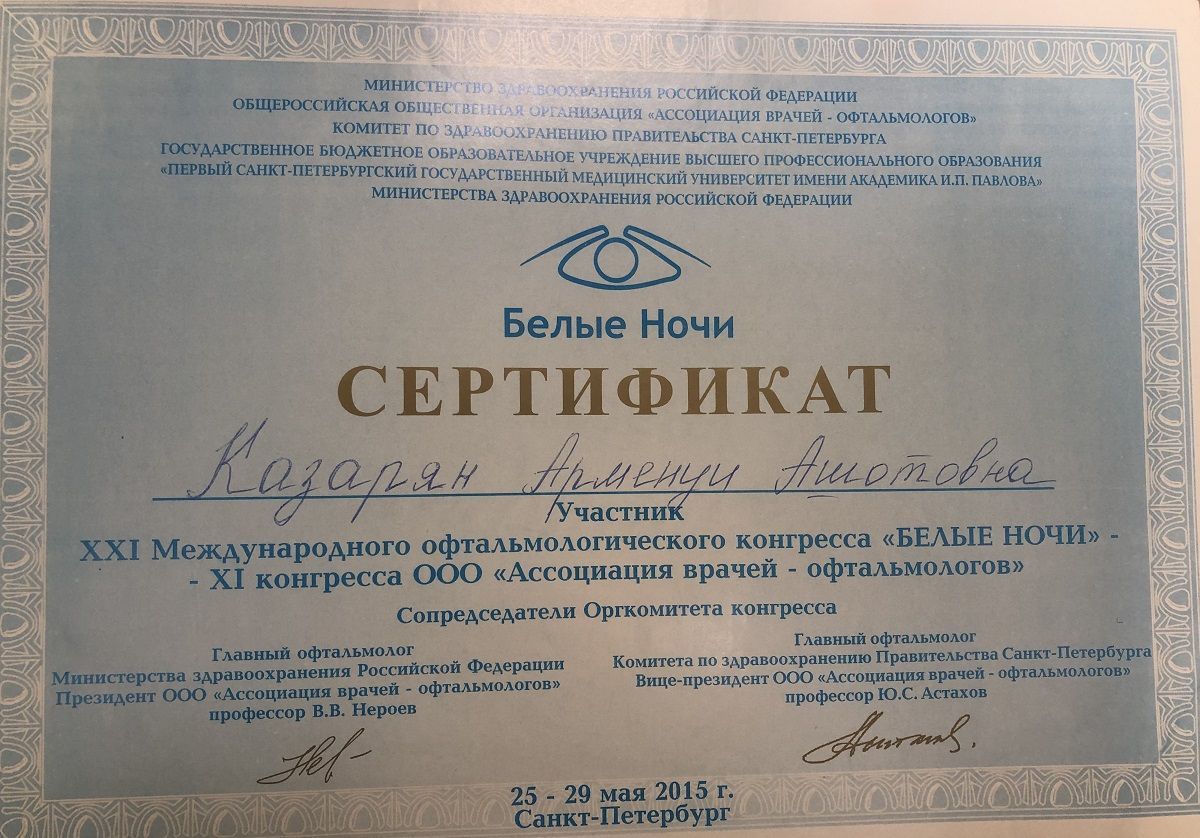 МИНИСТЕРСТВО ЗДРАВООХРАНЕНИЯ РОССИЙСКОЙ ФЕДЕРАЦИИ
ОБЩЕРОССИЙСКАЯ ОБЩЕСТВЕННАЯ ОРГАНИЗАЦИЯ «АССОЦИАЦИЯ ВРАЧЕЙ - ОФТАЛЬМОЛОГОВ»
КОМИТЕТ ПО ЗДРАВООХРАНЕНИЮ ПРАВИТЕЛЬСТВА САНКТ-ПЕТЕРБУРГА
ГОСУДАРСТВЕННОЕ БЮДЖЕТНОЕ ОБРАЗОВАТЕЛЬНОЕ УЧРЕЖДЕНИЕ ВЫСШЕГО ПРОФЕССИОНАЛЬНОГО ОБРАЗОВАНИЯ
«ПЕРВЫЙ САНКТ-ПЕТЕРБУРГСКИЙ ГОСУДАРСТВЕННЫЙ МЕДИЦИНСКИЙ УНИВЕРСИТЕТ ИМЕНИ АКАДЕМИКА И.П. ПАВЛОВА»
МИНИСТЕРСТВА ЗДРАВООХРАНЕНИЯ РОССИЙСКОЙ ФЕДЕРАЦИИ
Белые Ночи
СЕРТИФИКАТ
Казарян Арменуи Ашотовна
Участник
XXI Международного офтальмологического конгресса «БЕЛЫЕ НОЧИ» -
- XI конгресса ООО «Ассоциация врачей - офтальмологов»
Сопредседатели Оргкомитета конгресса
Главный офтальмолог
Министерства здравоохранения Российской Федерации
Президент ООО «Ассоциация врачей - офтальмологов»
профессор В.В. Нероев
Главный офтальмолог
Комитета по здравоохранению Правительства Санкт-Петербурга
Вице-президент ООО «Ассоциация врачей - офтальмологов»
профессор Ю.С. Астахов
25 - 29 мая 2015 г.
Санкт-Петербург